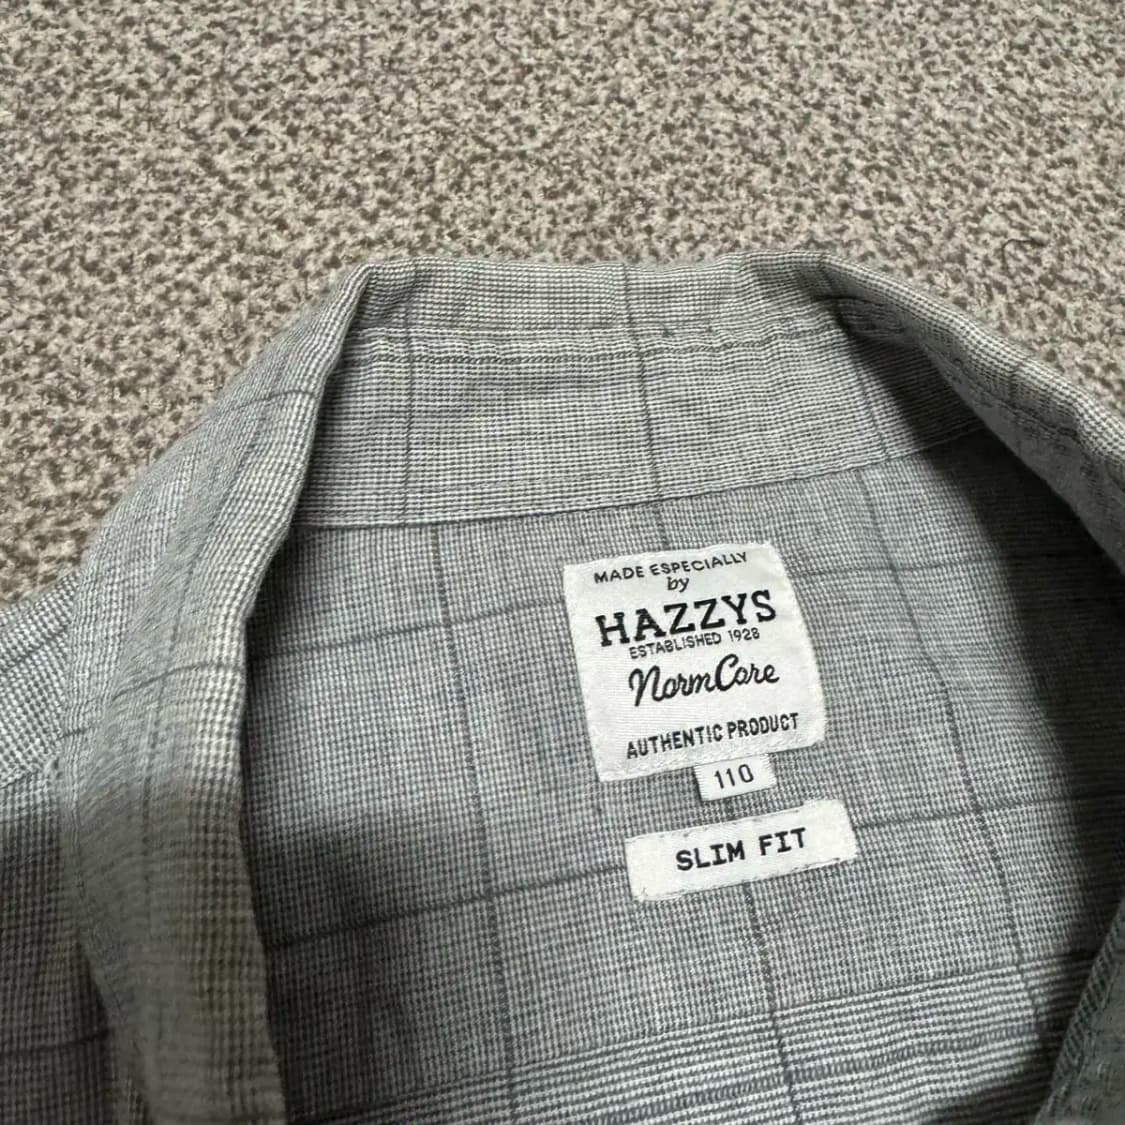 MADE ESPECIALLY
by
HAZZYS
ESTABLISHED 1928
NormCore
AUTHENTIC PRODUCT
110
SLIM FIT